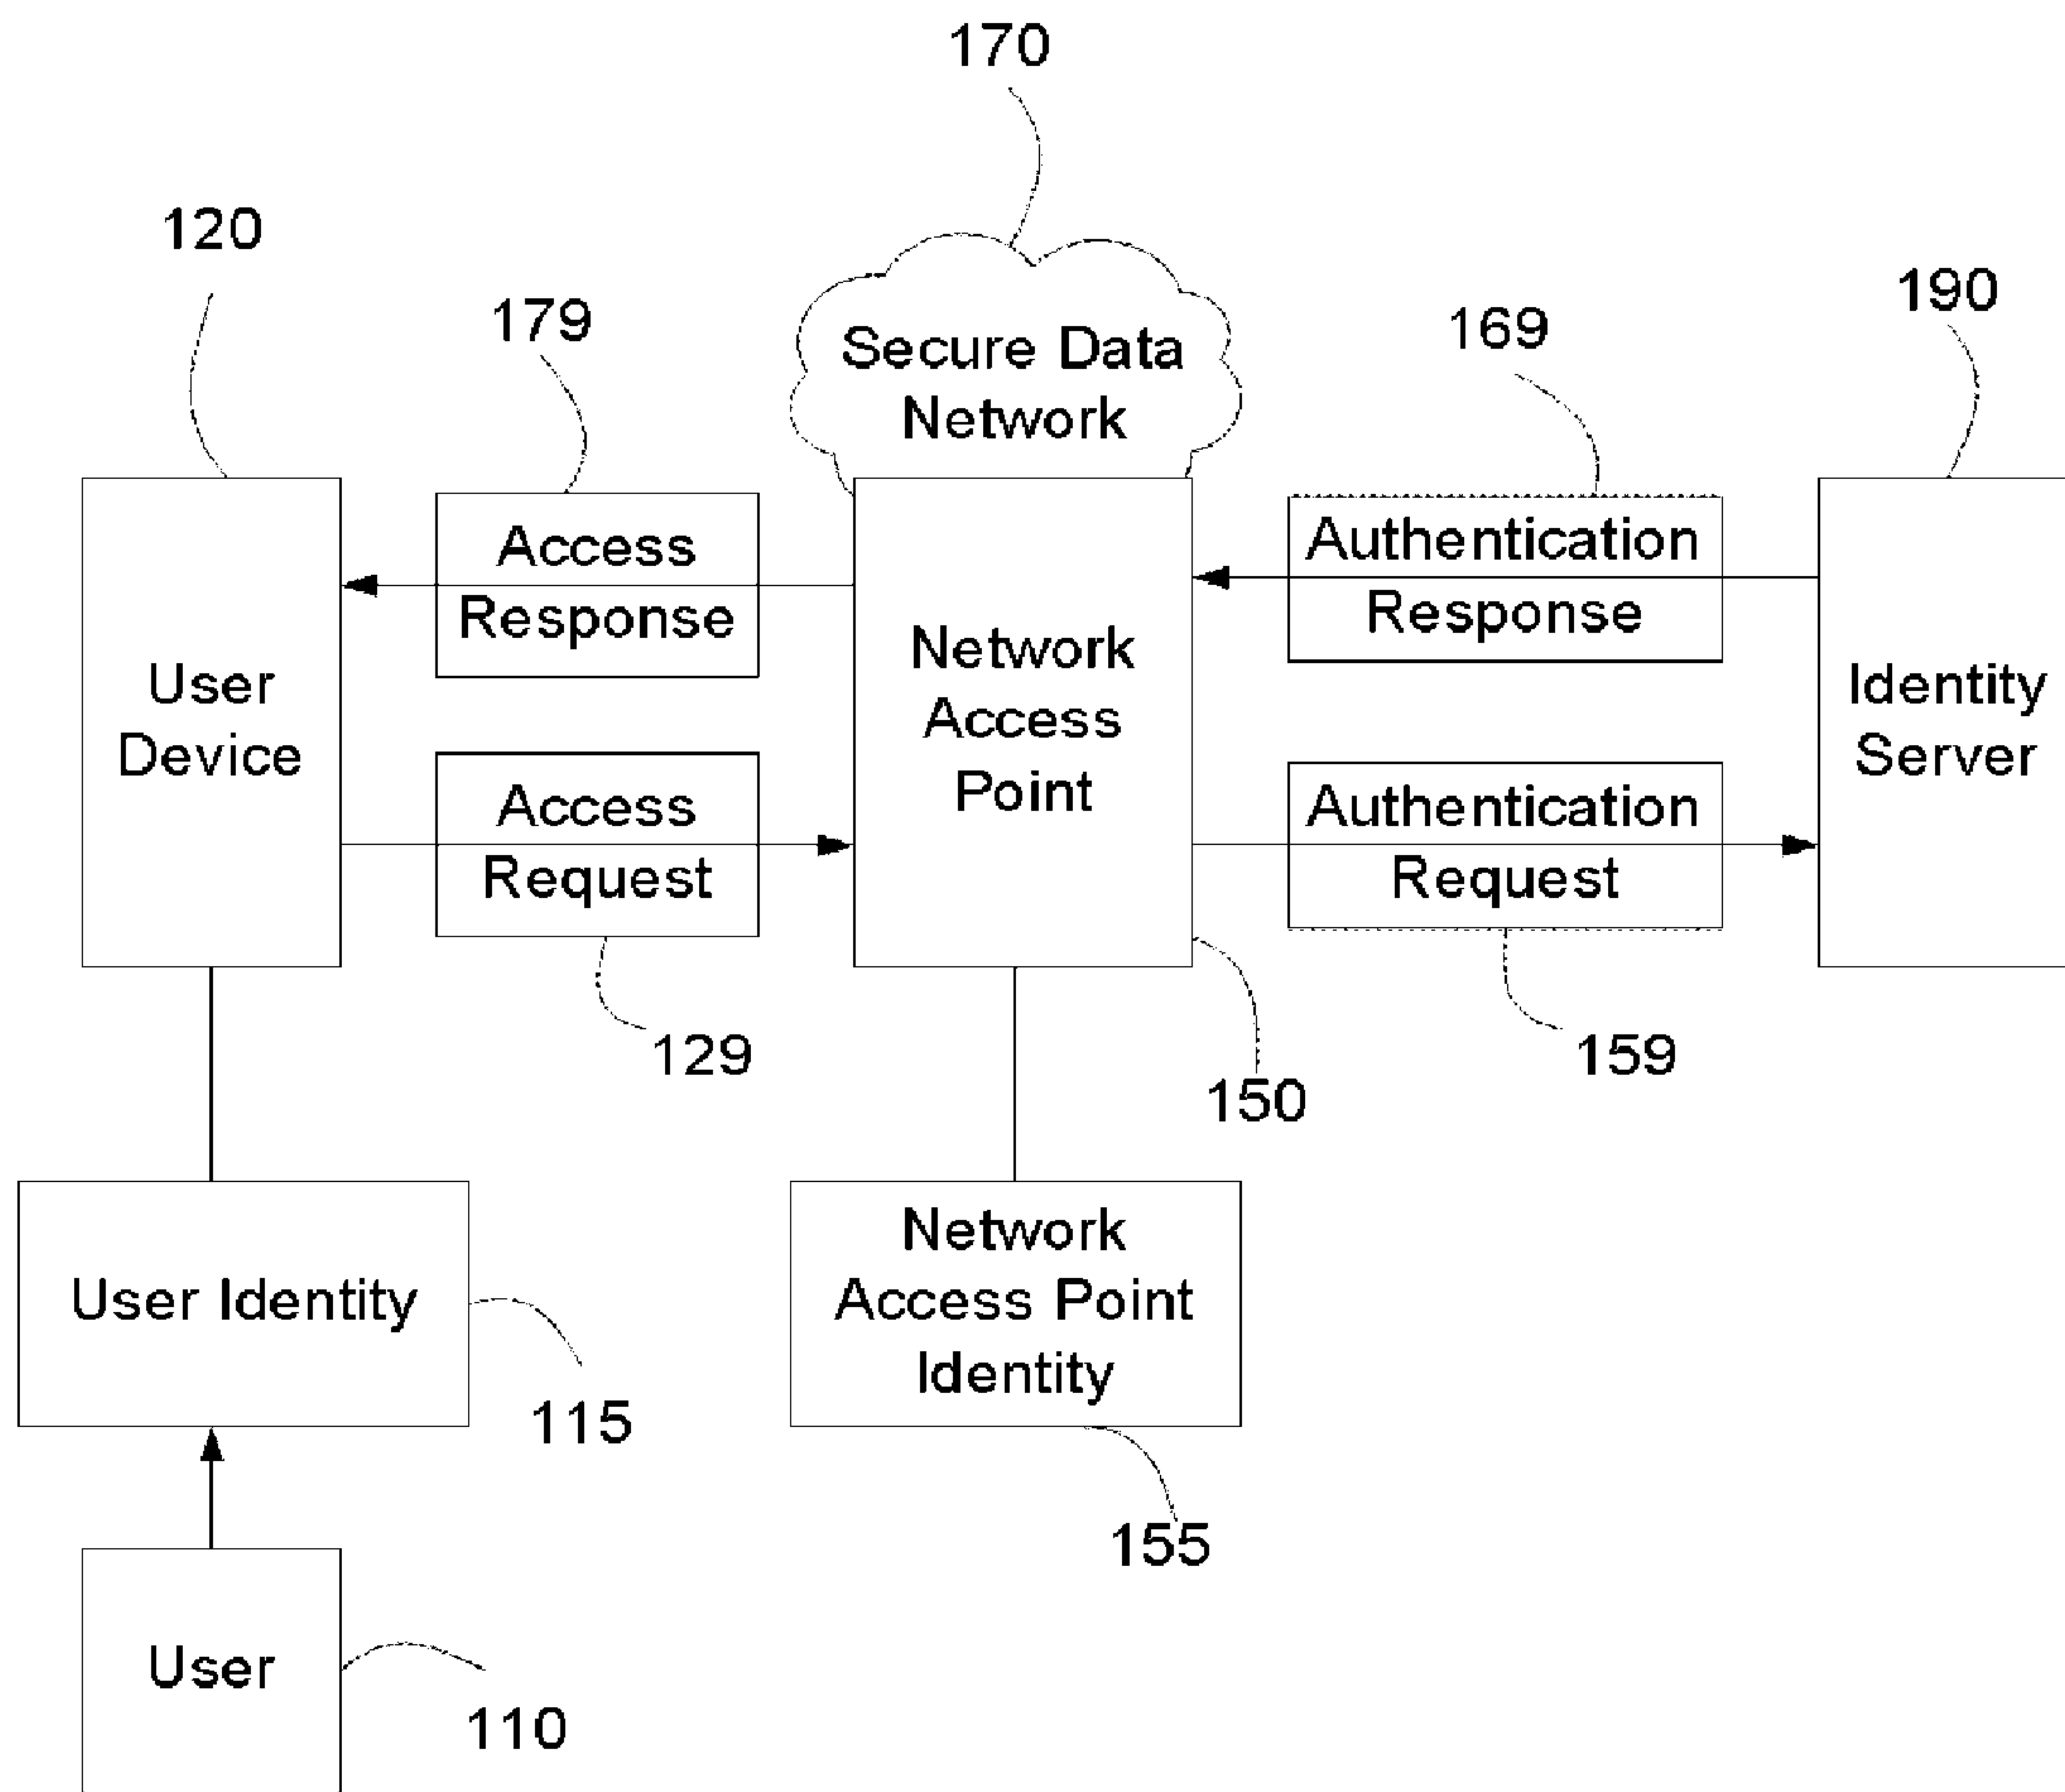 170
120
179
Secure Data
Network
169
190
Access
Response
Authentication
Response
User
Device
Network
Access
Point
Identity
Server
Access
Request
Authentication
Request
129
150
159
User Identity
115
Network
Access Point
Identity
155
User
110